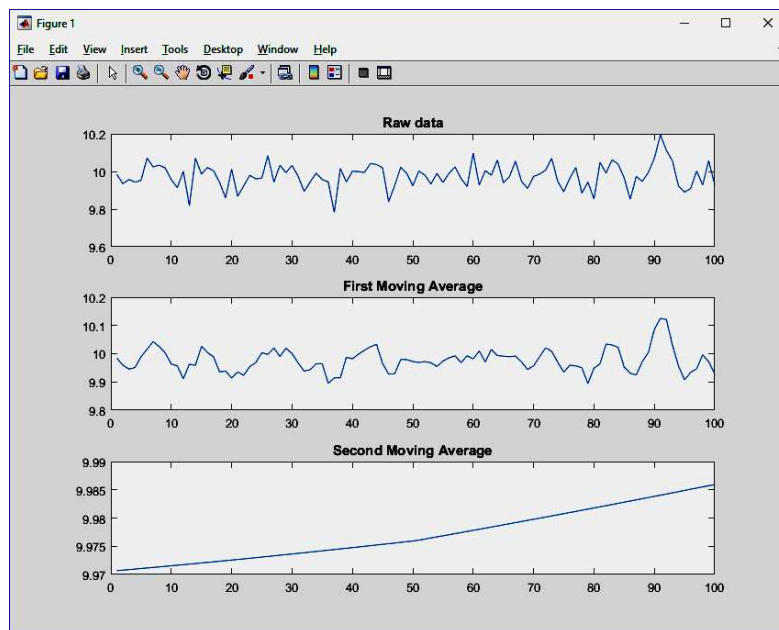 Figure 1
File Edit View Insert Tools Desktop Window Help
Raw data
10.2
10
9.8
9.6
0 10 20 30 40 50 60 70 80 90 100
First Moving Average
10.2
10.1
10
9.9
9.8
0 10 20 30 40 50 60 70 80 90 100
Second Moving Average
9.99
9.985
9.98
9.975
9.97
0 10 20 30 40 50 60 70 80 90 100